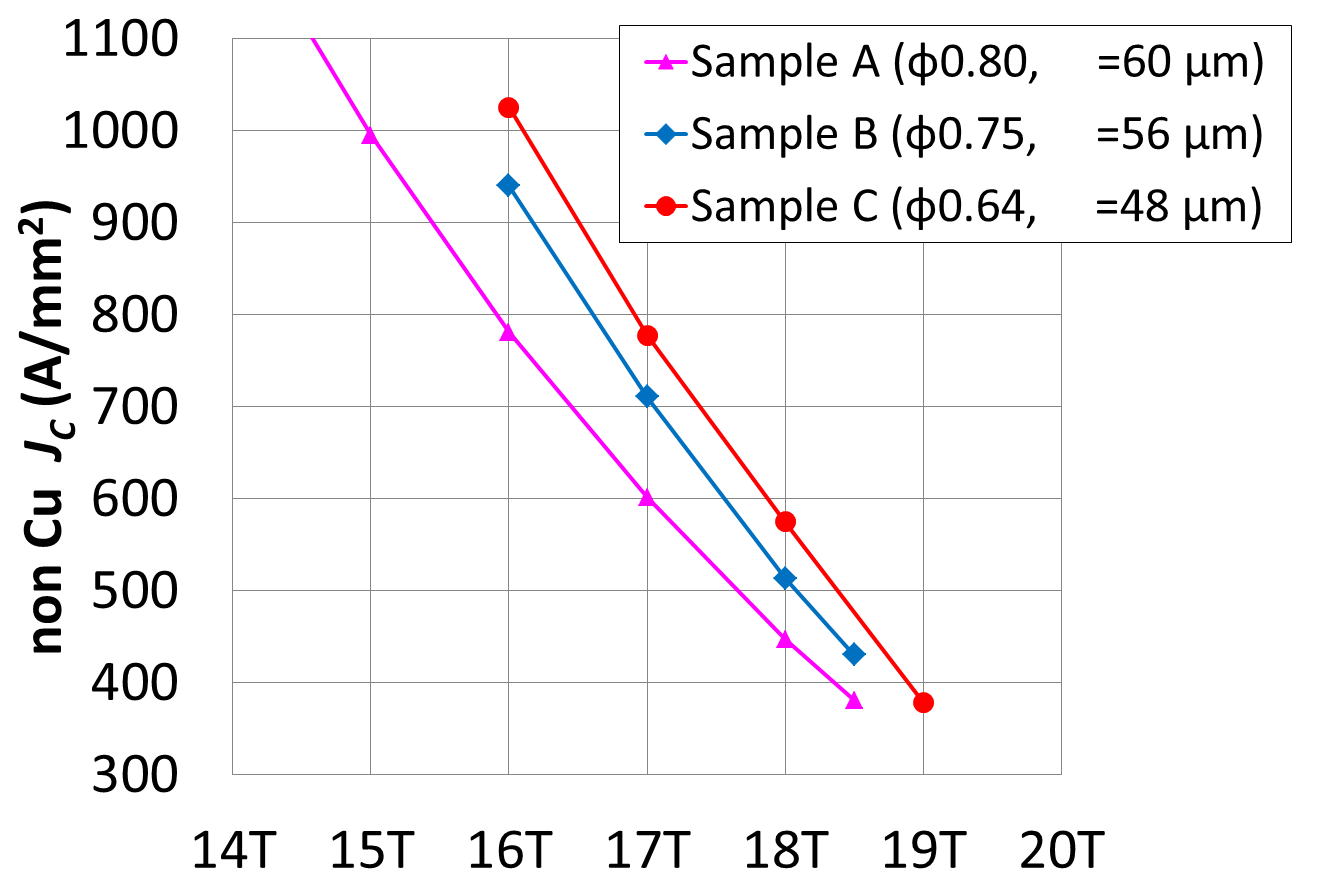 non Cu J_C (A/mm²)
1100
1000
900
800
700
600
500
400
300
14T 15T 16T 17T 18T 19T 20T
Sample A (ϕ0.80, =60 μm)
Sample B (ϕ0.75, =56 μm)
Sample C (ϕ0.64, =48 μm)